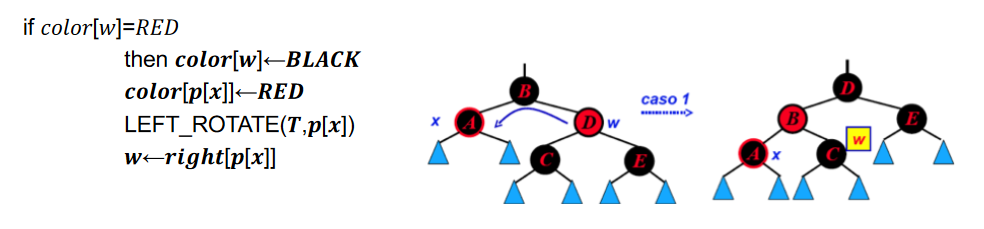 if color[w]=RED
then color[w]←BLACK
color[p[x]]←RED
LEFT_ROTATE(T,p[x])
w←right[p[x]]
B
x A D w
C E
caso 1
D
B E
A x C w